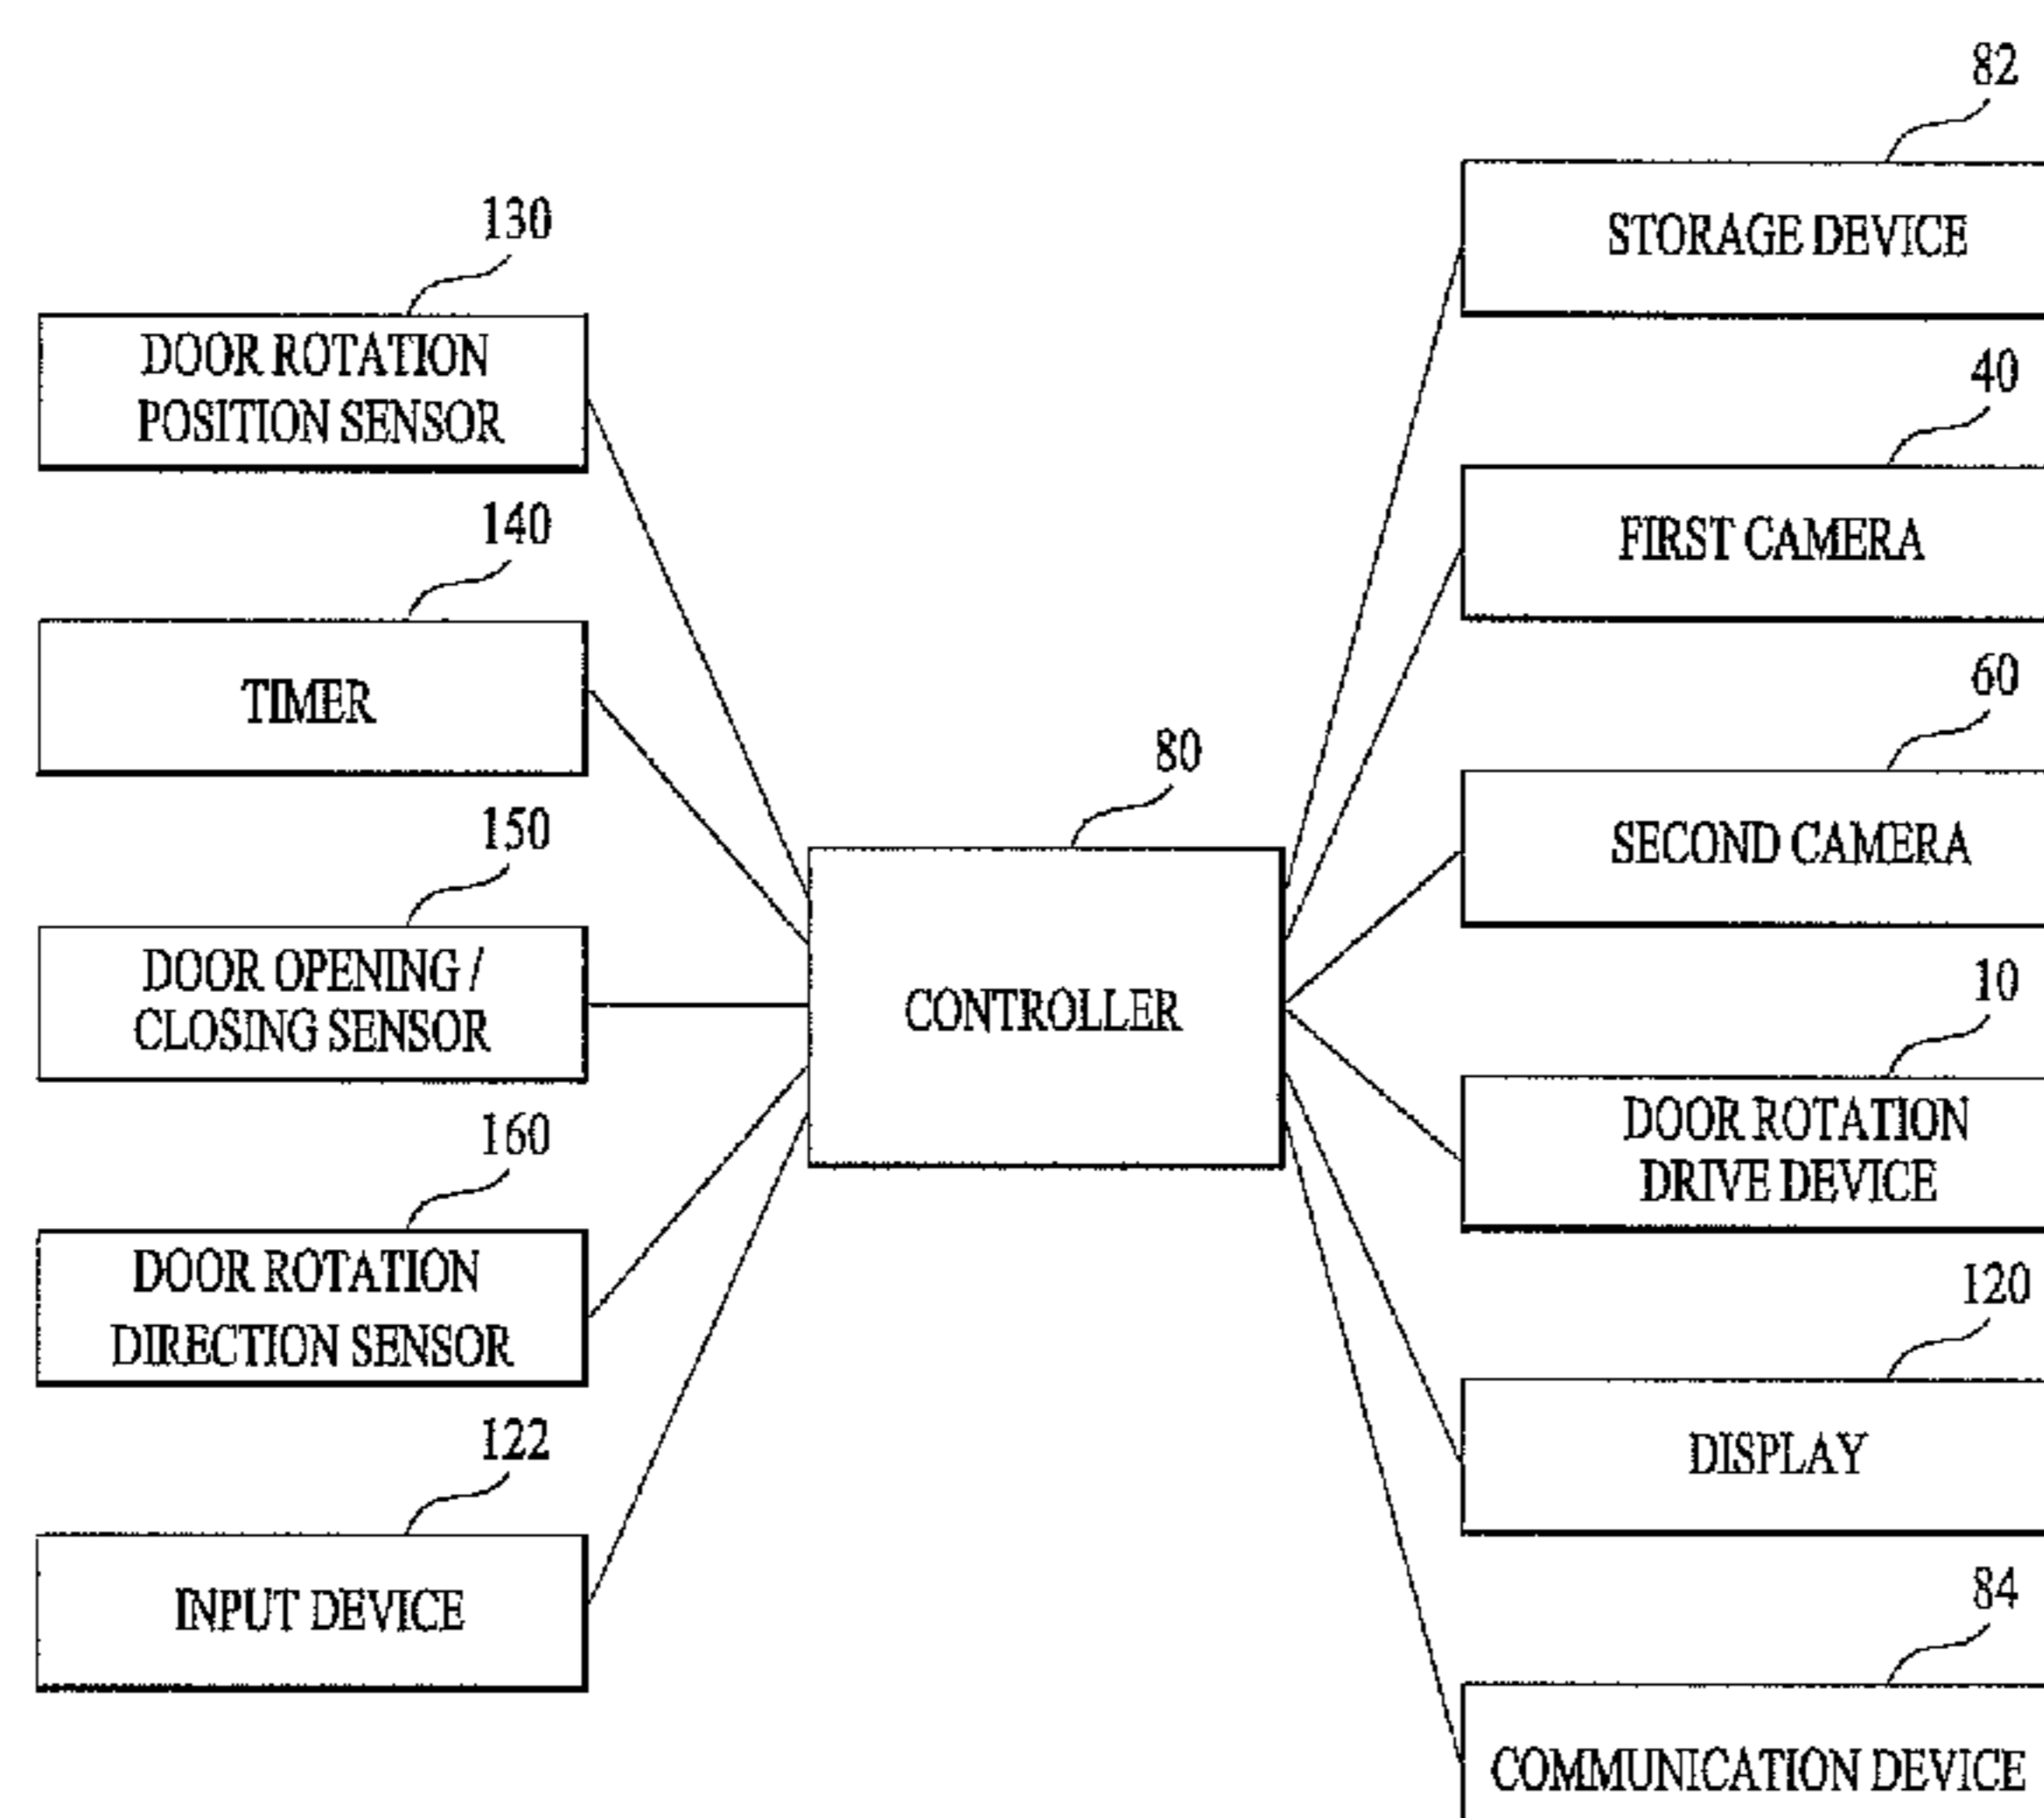 130
DOOR ROTATION
POSITION SENSOR
140
TIMER
150
DOOR OPENING /
CLOSING SENSOR
160
DOOR ROTATION
DIRECTION SENSOR
122
INPUT DEVICE
80
CONTROLLER
82
STORAGE DEVICE
40
FIRST CAMERA
60
SECOND CAMERA
10
DOOR ROTATION
DRIVE DEVICE
120
DISPLAY
84
COMMUNICATION DEVICE